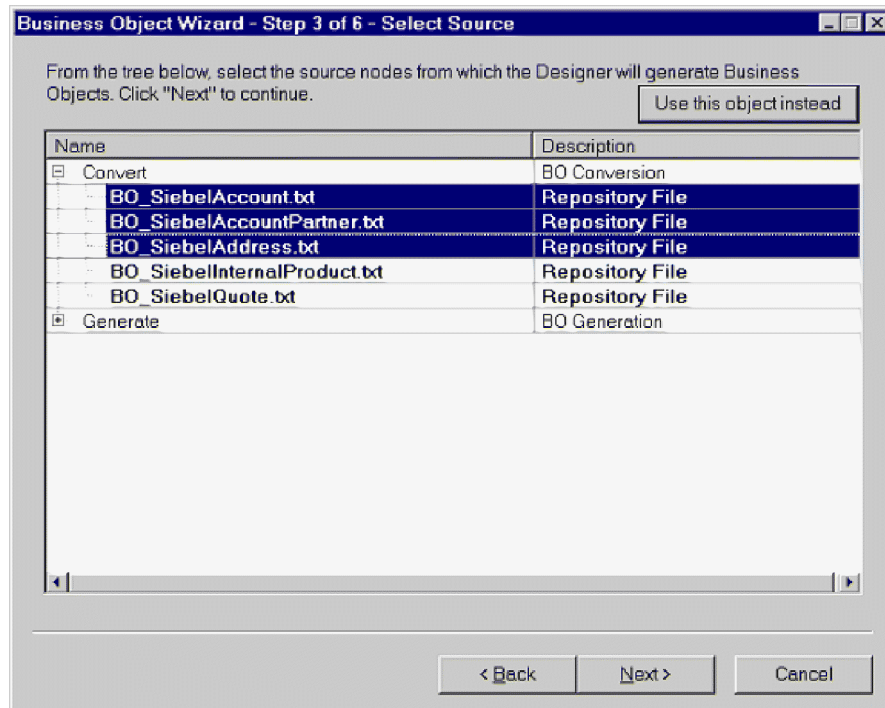 Business Object Wizard - Step 3 of 6 - Select Source
From the tree below, select the source nodes from which the Designer will generate Business
Objects. Click "Next" to continue.
Use this object instead
Name Description
Convert BO Conversion
BO_SiebelAccount.txt Repository File
BO_SiebelAccountPartner.txt Repository File
BO_SiebelAddress.txt Repository File
BO_SiebelInternalProduct.txt Repository File
BO_SiebelQuote.txt Repository File
Generate BO Generation
< Back Next > Cancel